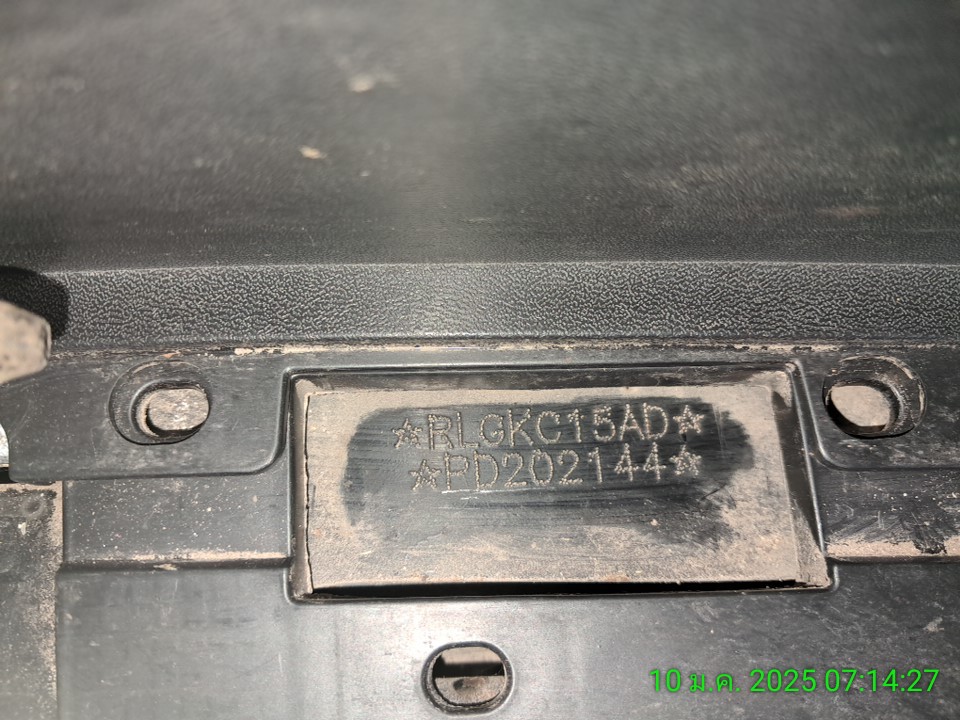 ☆RLGKC15AD☆
☆PD202144☆
10 ม.ค. 2025 07:14:27